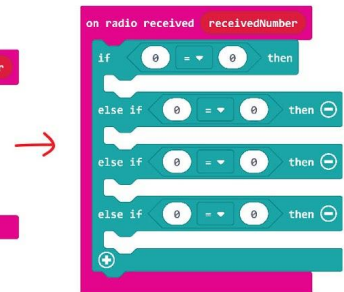 on radio received receivedNumber
if 0 = 0 then
r
else if 0 = 0 then
else if 0 = 0 then
else if 0 = 0 then